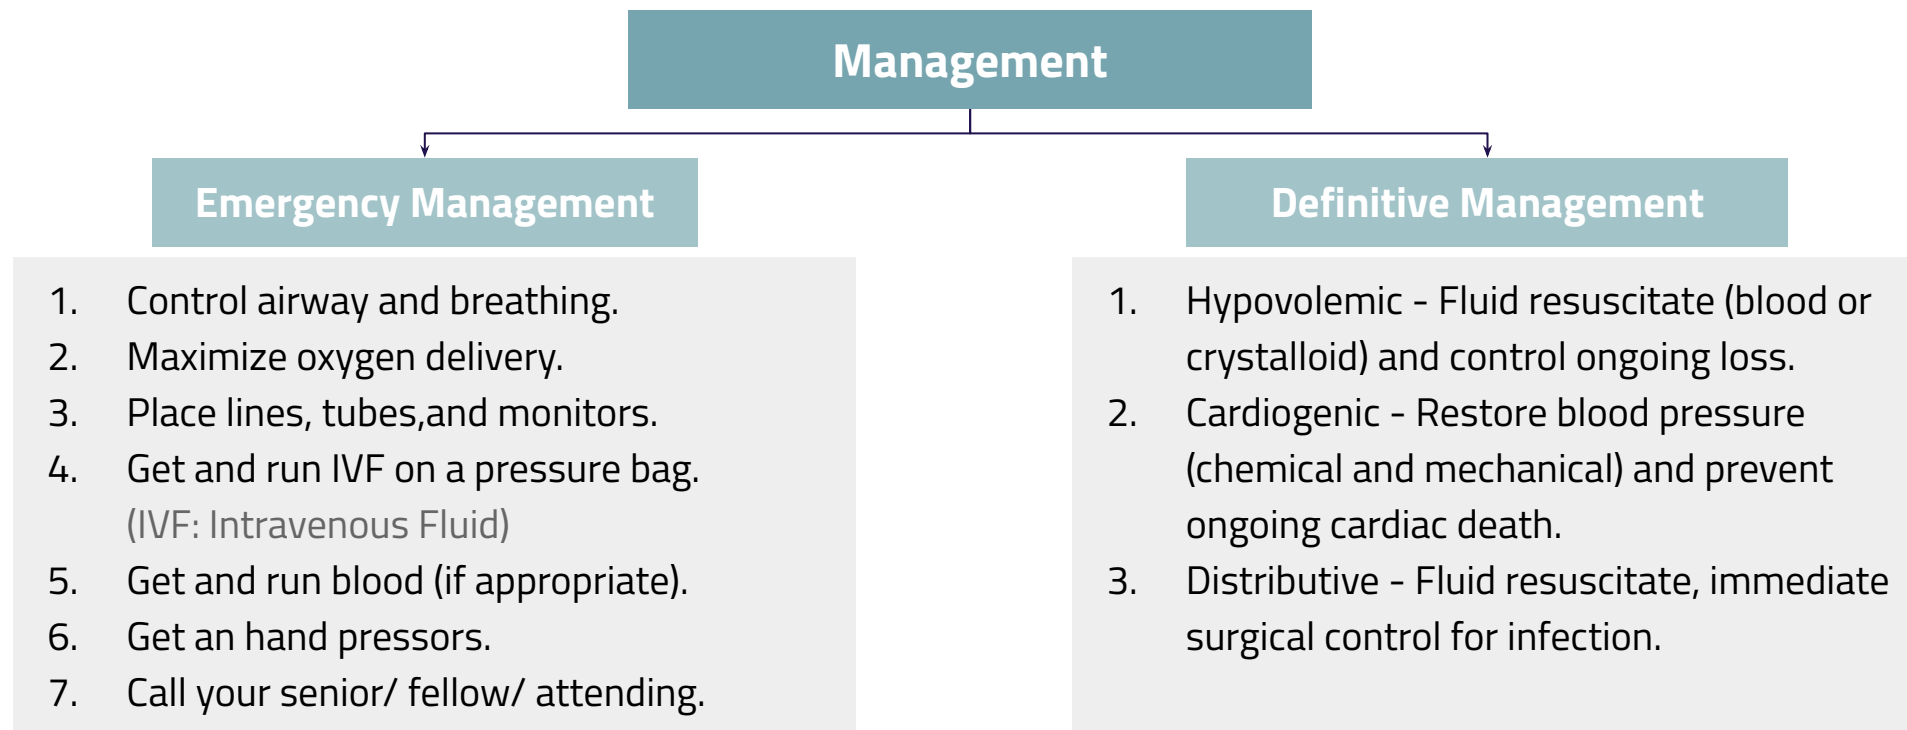 Management
Emergency Management
1. Control airway and breathing.
2. Maximize oxygen delivery.
3. Place lines, tubes,and monitors.
4. Get and run IVF on a pressure bag.
(IVF: Intravenous Fluid)
5. Get and run blood (if appropriate).
6. Get an hand pressors.
7. Call your senior/ fellow/ attending.
Definitive Management
1. Hypovolemic - Fluid resuscitate (blood or
crystalloid) and control ongoing loss.
2. Cardiogenic - Restore blood pressure
(chemical and mechanical) and prevent
ongoing cardiac death.
3. Distributive - Fluid resuscitate, immediate
surgical control for infection.